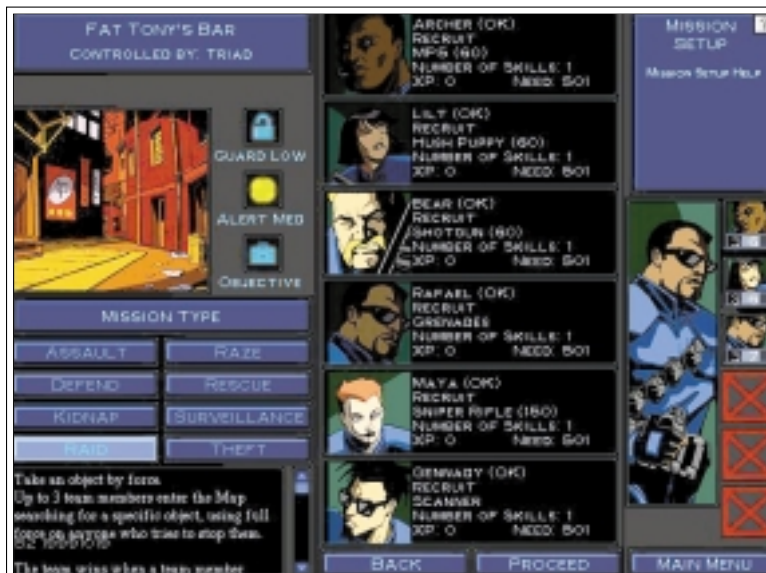 FAT TONY'S BAR
CONTROLLED BY: TRIAD
GUARD LOW
ALERT MED
OBJECTIVE
MISSION TYPE
ASSAULT
RAZE
DEFEND
RESCUE
KIDNAP
SURVEILLANCE
RAID
THEFT
Take an object by force.
Up to 3 team members enter the Map
searching for a specific object, using full
force on anyone who tries to stop them.
The team wins when a team member
ARCHER (OK)
RECRUIT
MP5 (60)
NUMBER OF SKILLS: 1
XP: 0 NEED: 501
LILY (OK)
RECRUIT
HUSH PUPPY (60)
NUMBER OF SKILLS: 1
XP: 0 NEED: 501
BEAR (OK)
RECRUIT
SHOTGUN (60)
NUMBER OF SKILLS: 1
XP: 0 NEED: 501
RAFAEL (OK)
RECRUIT
GRENADES
NUMBER OF SKILLS: 1
XP: 0 NEED: 501
MAYA (OK)
RECRUIT
SNIPER RIFLE (150)
NUMBER OF SKILLS: 1
XP: 0 NEED: 501
GENNADY (OK)
RECRUIT
SCANNER
NUMBER OF SKILLS: 1
XP: 0 NEED: 501
BACK
PROCEED
MISSION
SETUP
MISSION SETUP HELP
MAIN MENU